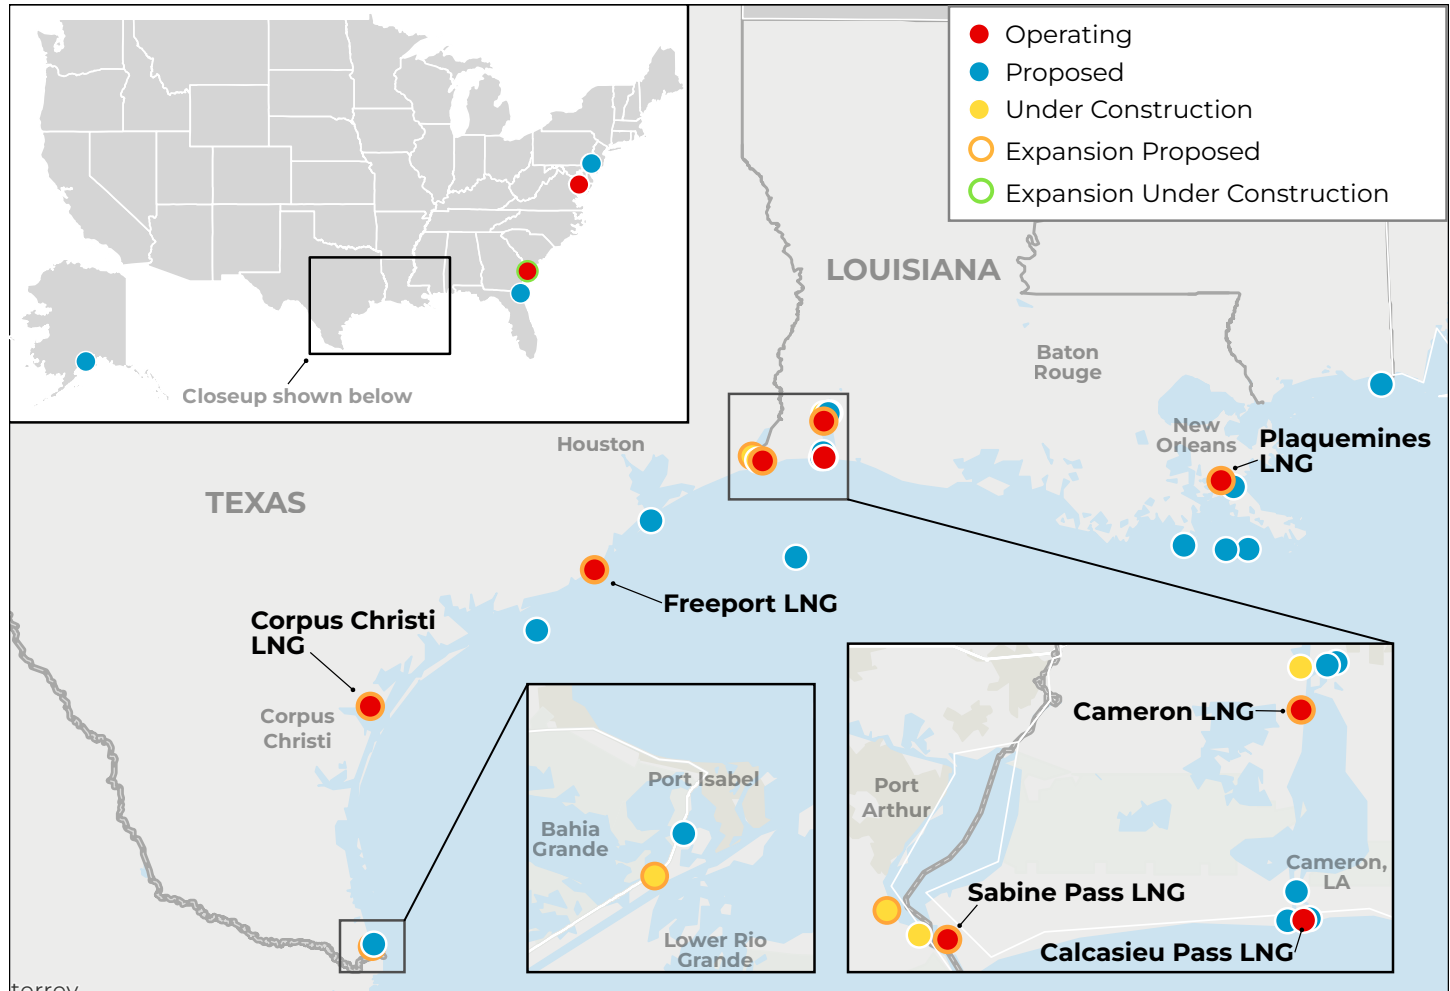 Operating
Proposed
Under Construction
Expansion Proposed
Expansion Under Construction
Closeup shown below
LOUISIANA
Baton
Rouge
New
Orleans
Plaquemines
LNG
Houston
TEXAS
Freeport LNG
Corpus Christi
LNG
Corpus
Christi
Port Isabel
Bahia
Grande
Lower Rio
Grande
Cameron LNG
Port
Arthur
Cameron,
LA
Sabine Pass LNG
Calcasieu Pass LNG